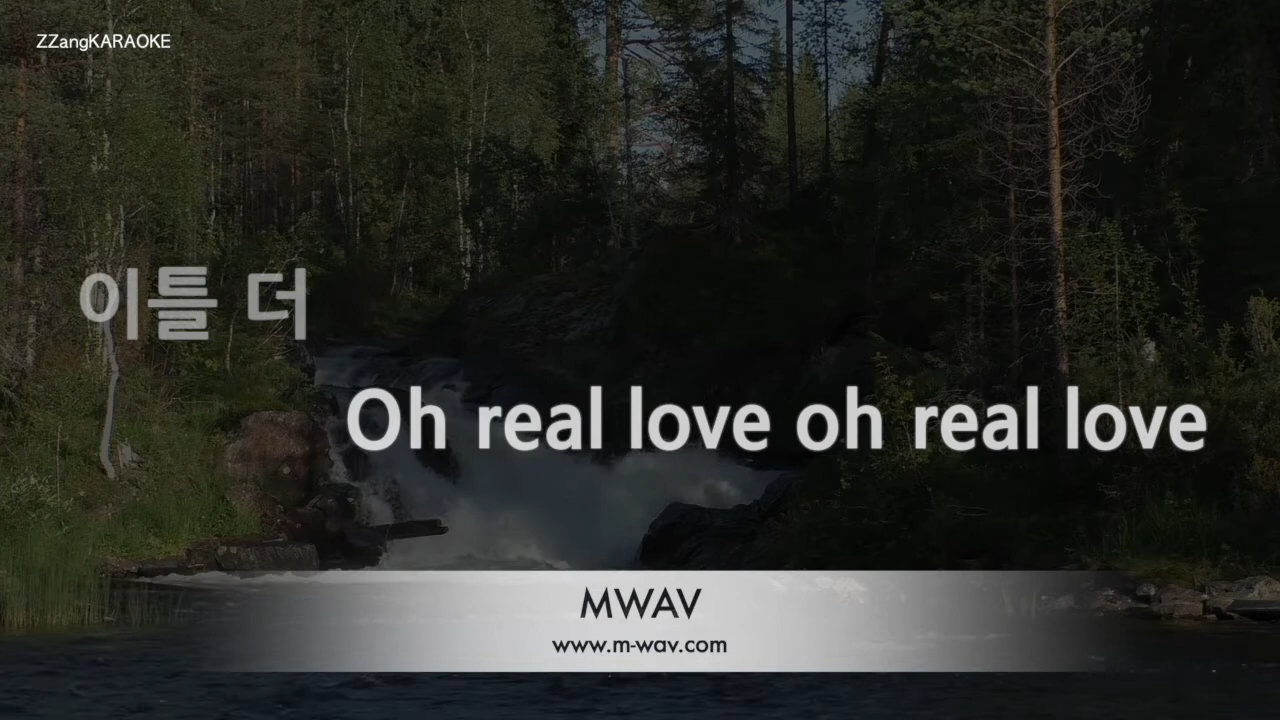 ZZangKARAOKE
이틀 더
Oh real love oh real love
MWAV
www.m-wav.com